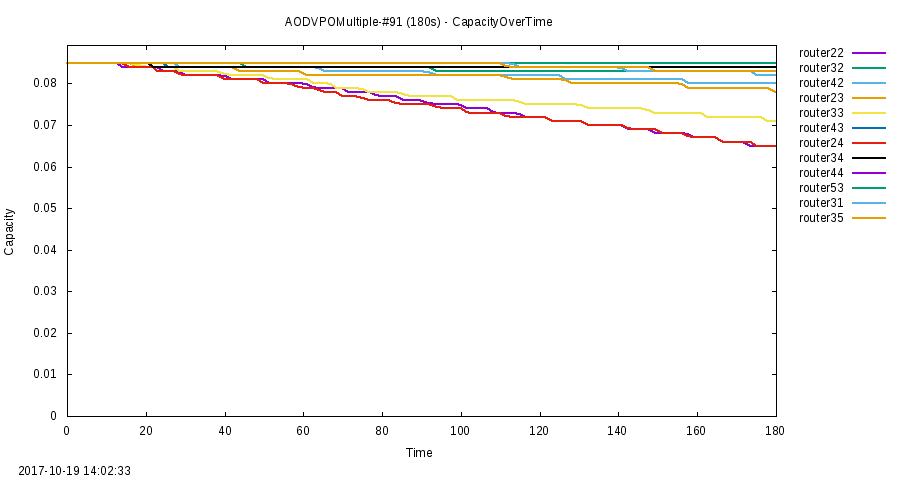 AODVPOMultiple-#91 (180s) - CapacityOverTime
router22
router32
router42
router23
router33
router43
router24
router34
router44
router53
router31
router35
0.08
0.07
0.06
0.05
0.04
0.03
0.02
0.01
0
Capacity
0 20 40 60 80 100 120 140 160 180
Time
2017-10-19 14:02:33